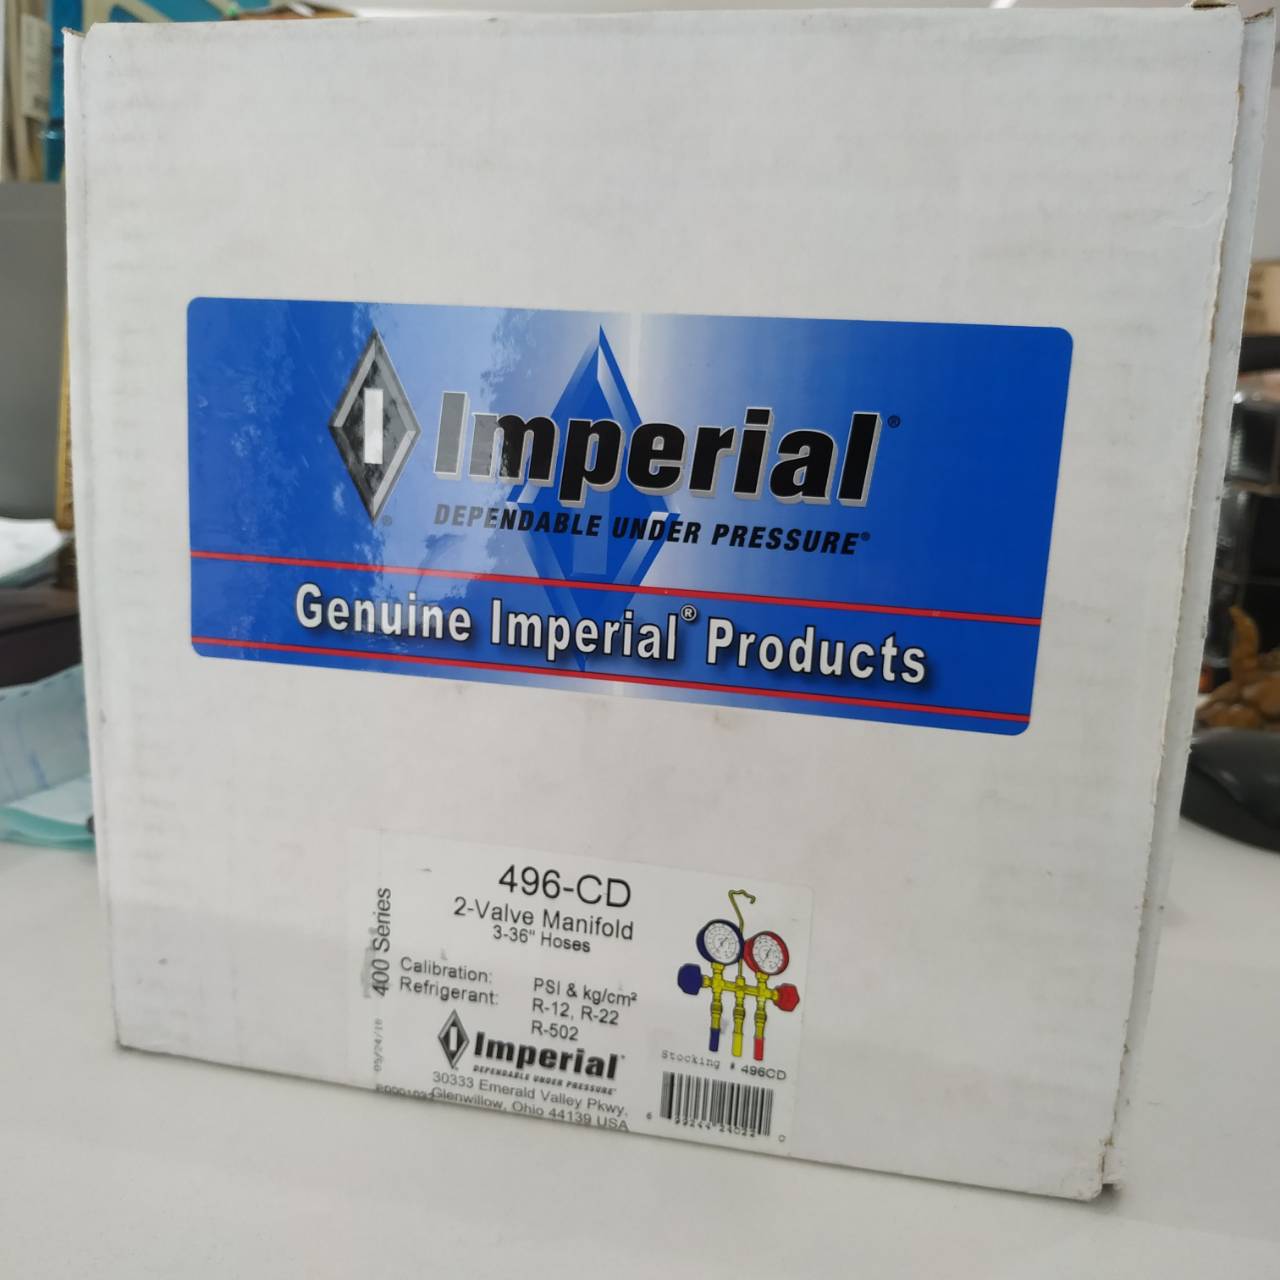 Imperial®
DEPENDABLE UNDER PRESSURE®
Genuine Imperial® Products
400 Series
496-CD
2-Valve Manifold
3-36" Hoses
Calibration: PSI & kg/cm²
Refrigerant: R-12, R-22
R-502
Imperial
DEPENDABLE UNDER PRESSURE
30333 Emerald Valley Pkwy,
Glenwillow, Ohio 44139 USA
Stocking # 496CD